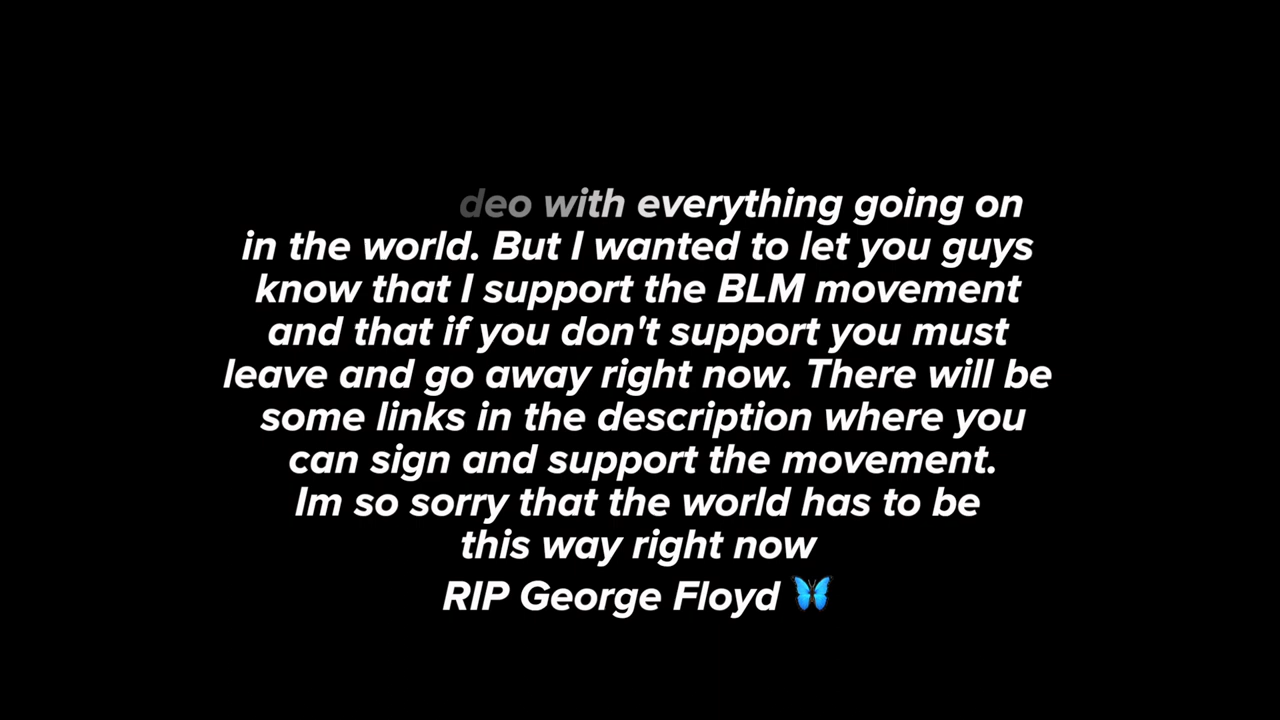 deo with everything going on
in the world. But I wanted to let you guys
know that I support the BLM movement
and that if you don't support you must
leave and go away right now. There will be
some links in the description where you
can sign and support the movement.
Im so sorry that the world has to be
this way right now
RIP George Floyd 🦋